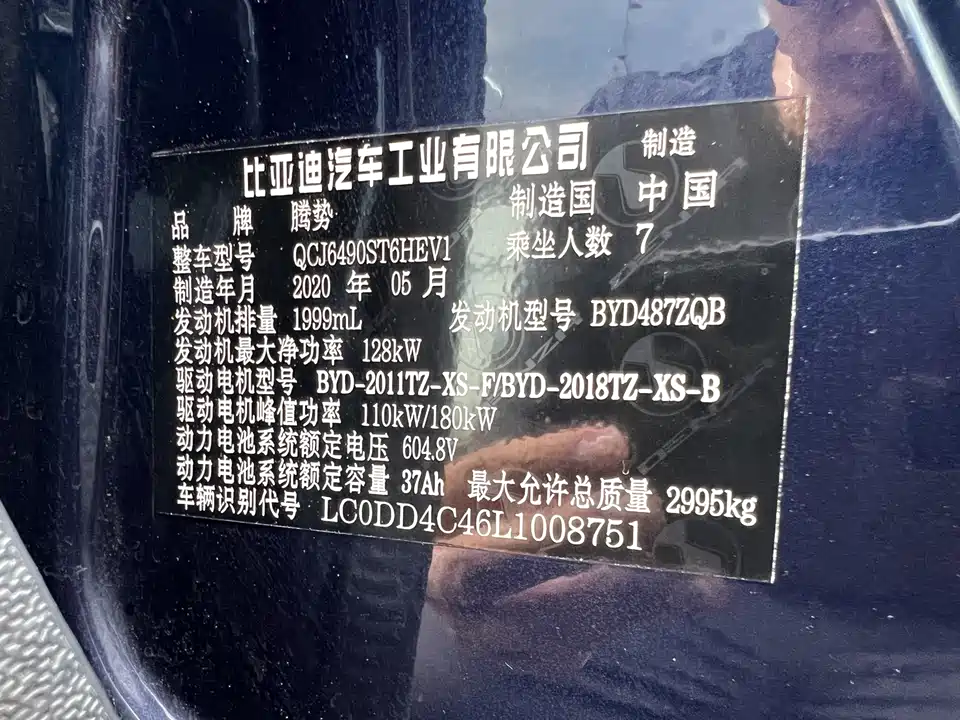 比亚迪汽车工业有限公司 制造
品 牌 腾势 制造国 中国
整车型号 QCJ6490ST6HEV1 乘坐人数 7
制造年月 2020 年 05 月
发动机排量 1999mL 发动机型号 BYD487ZQB
发动机最大净功率 128kW
驱动电机型号 BYD-2011TZ-XS-F/BYD-2018TZ-XS-B
驱动电机峰值功率 110kW/180kW
动力电池系统额定电压 604.8V
动力电池系统额定容量 37Ah 最大允许总质量 2995kg
车辆识别代号 LC0DD4C46L1008751